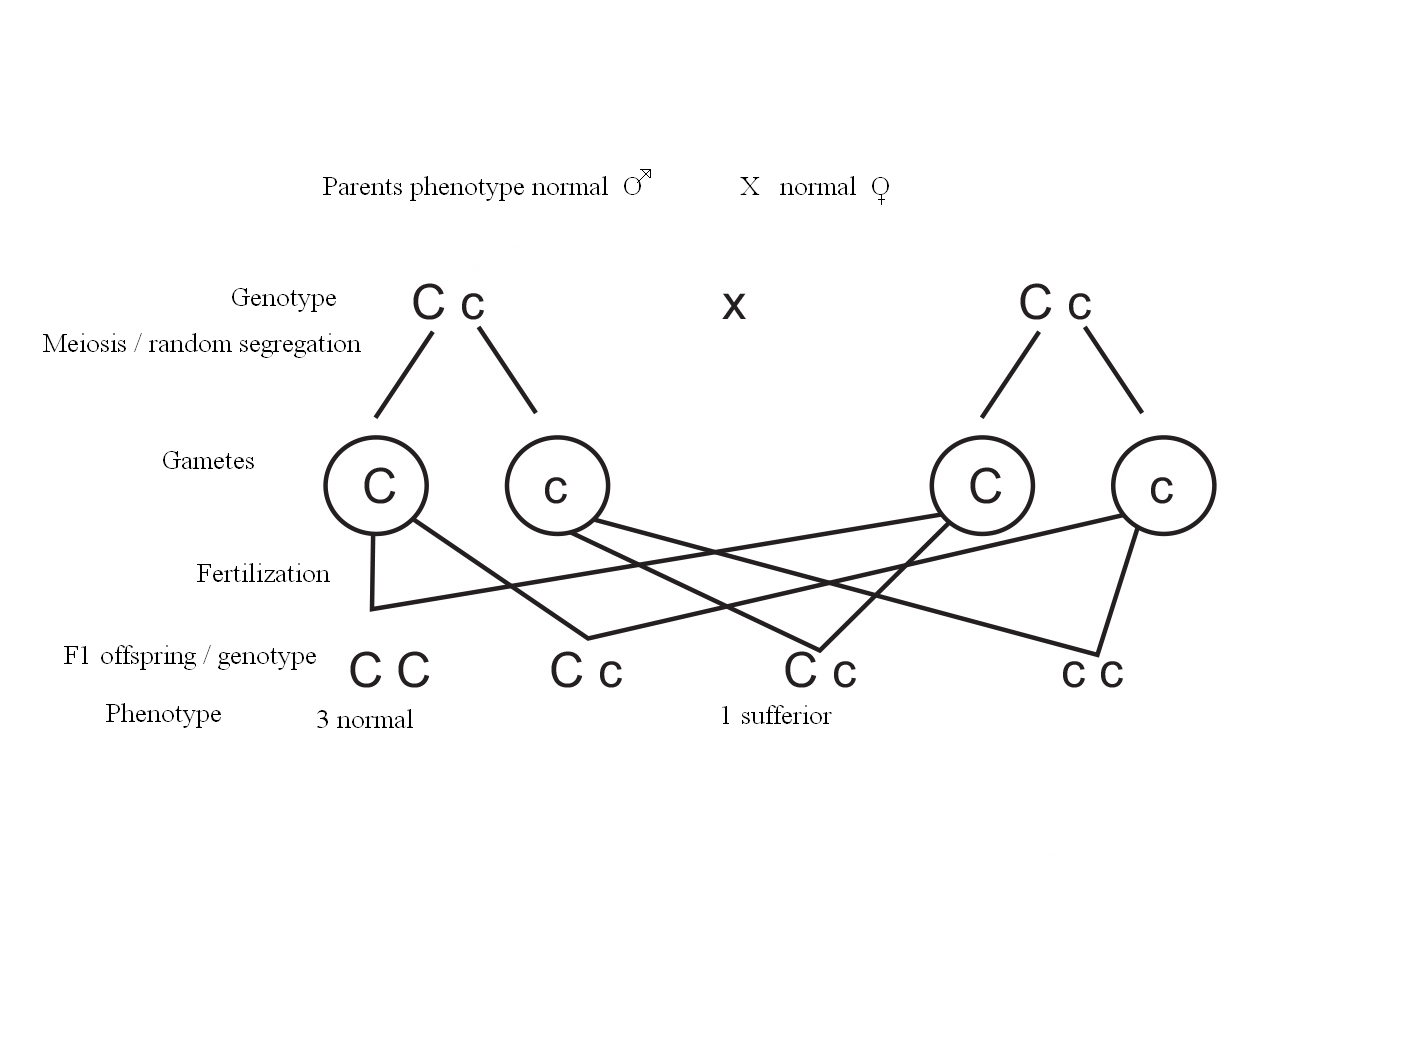 Parents phenotype normal ♂ X normal ♀
Genotype C c x C c
Meiosis / random segregation
Gametes C c C c
Fertilization
F1 offspring / genotype C C C c C c c c
Phenotype 3 normal 1 sufferior